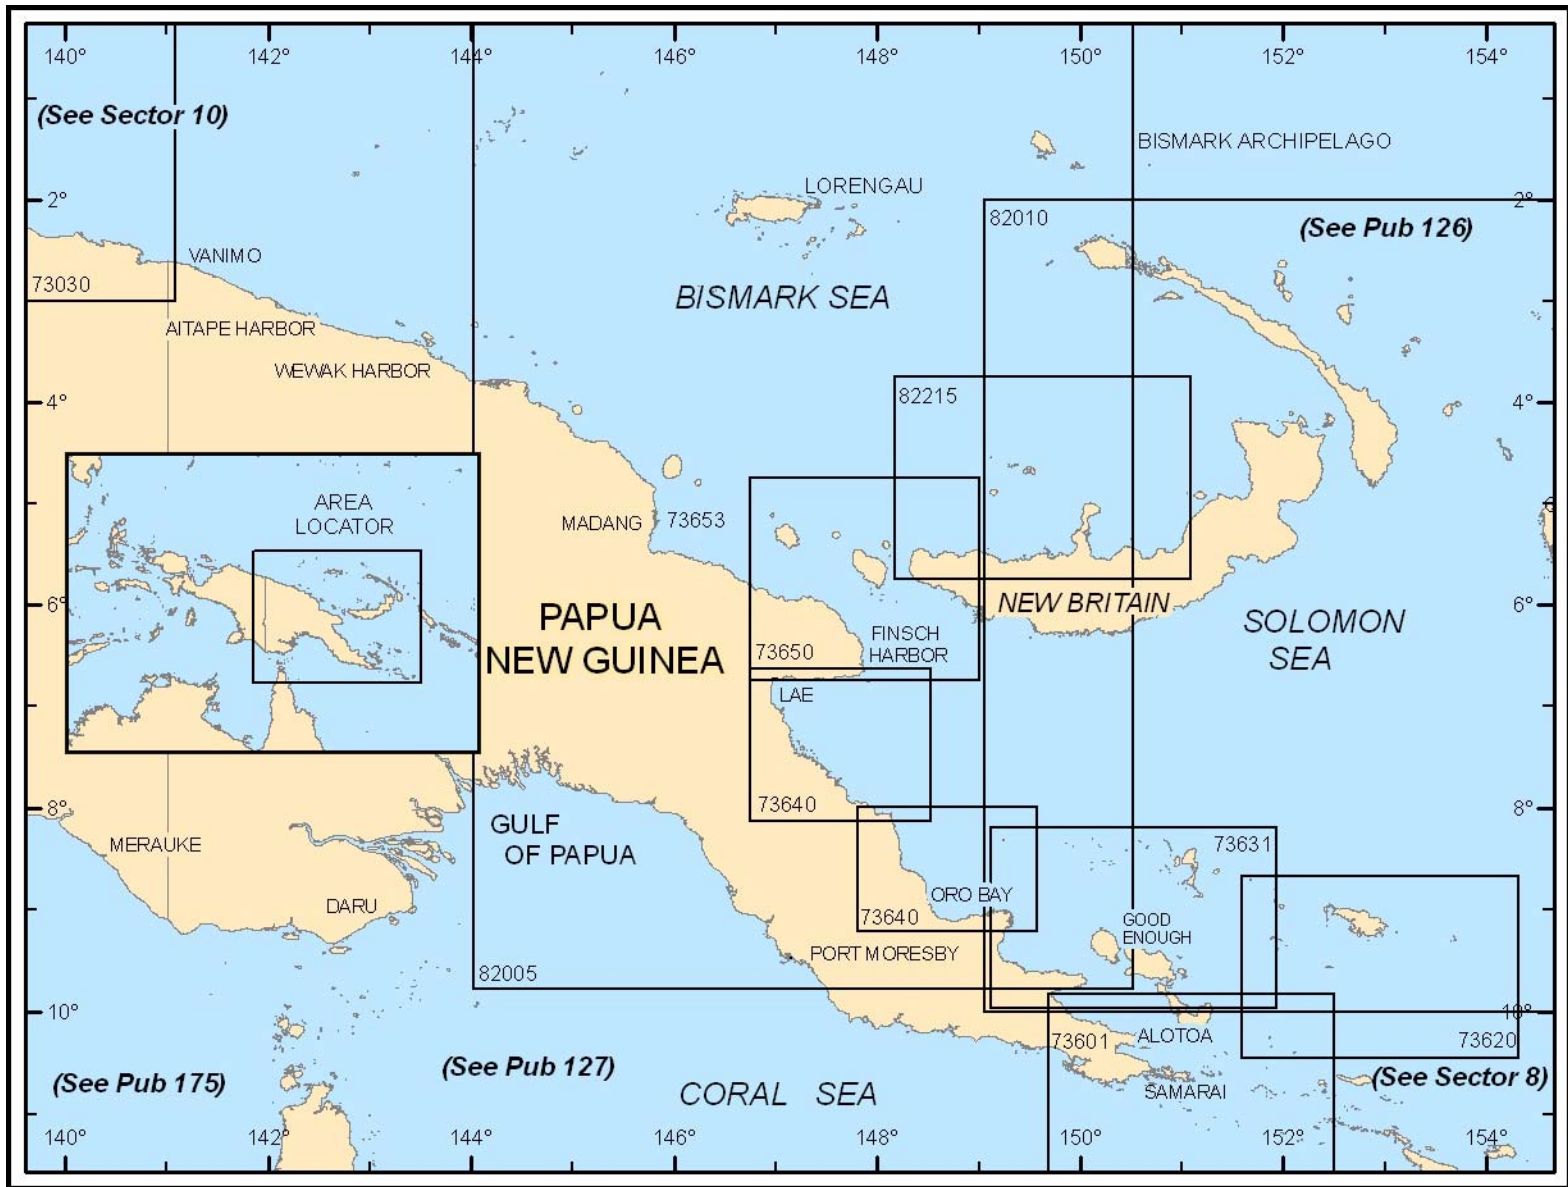 140°
142°
144°
146°
148°
150°
152°
154°
(See Sector 10)
BISMARK ARCHIPELAGO
LORENGAU
2°
82010
2°
(See Pub 126)
VANIMO
73030
BISMARK SEA
AITAPE HARBOR
WEWAK HARBOR
4°
82215
4°
AREA
LOCATOR
MADANG
73653
6°
PAPUA
NEW GUINEA
NEW BRITAIN
6°
SOLOMON
SEA
FINSCH
HARBOR
73650
LAE
8°
73640
8°
GULF
OF PAPUA
MERAUKE
73631
DARU
ORO BAY
73640
GOOD
ENOUGH
PORT MORESBY
82005
10°
10°
73601
ALOTOA
73620
(See Pub 175)
(See Pub 127)
CORAL SEA
(See Sector 8)
SAMARAI
140°
142°
144°
146°
148°
150°
152°
154°